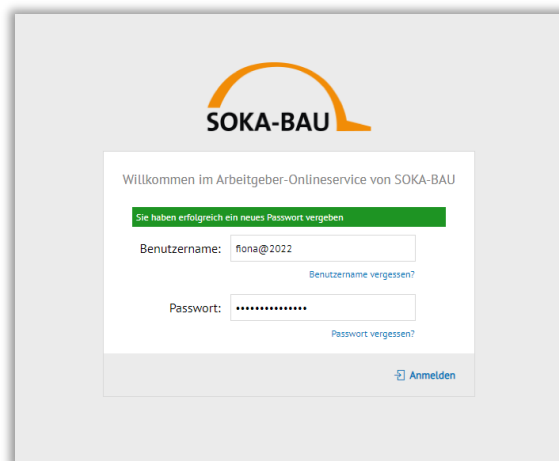 SOKA-BAU
Willkommen im Arbeitgeber-Onlineservice von SOKA-BAU
Sie haben erfolgreich ein neues Passwort vergeben
Benutzername: fiona@2022
Benutzername vergessen?
Passwort: •••••••••••••••
Passwort vergessen?
Anmelden